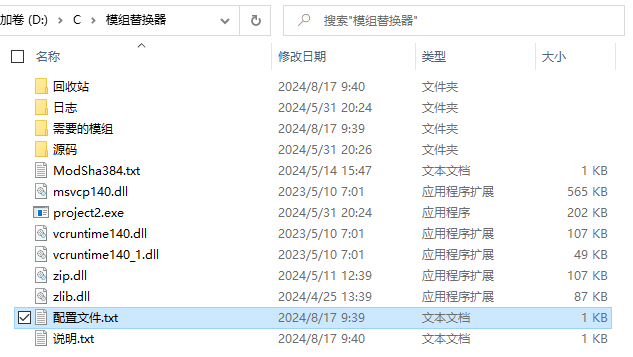 加卷 (D:) > C > 模组替换器 搜索"模组替换器"
名称 修改日期 类型 大小
回收站 2024/8/17 9:40 文件夹
日志 2024/5/31 20:24 文件夹
需要的模组 2024/8/17 9:39 文件夹
源码 2024/5/31 20:26 文件夹
ModSha384.txt 2024/5/14 15:47 文本文档 1 KB
msvcp140.dll 2023/5/10 7:01 应用程序扩展 565 KB
project2.exe 2024/5/31 20:24 应用程序 202 KB
vcruntime140.dll 2023/5/10 7:01 应用程序扩展 107 KB
vcruntime140_1.dll 2023/5/10 7:01 应用程序扩展 49 KB
zip.dll 2024/5/11 12:39 应用程序扩展 107 KB
zlib.dll 2024/4/25 13:39 应用程序扩展 87 KB
配置文件.txt 2024/8/17 9:39 文本文档 1 KB
说明.txt 2024/8/17 9:40 文本文档 1 KB